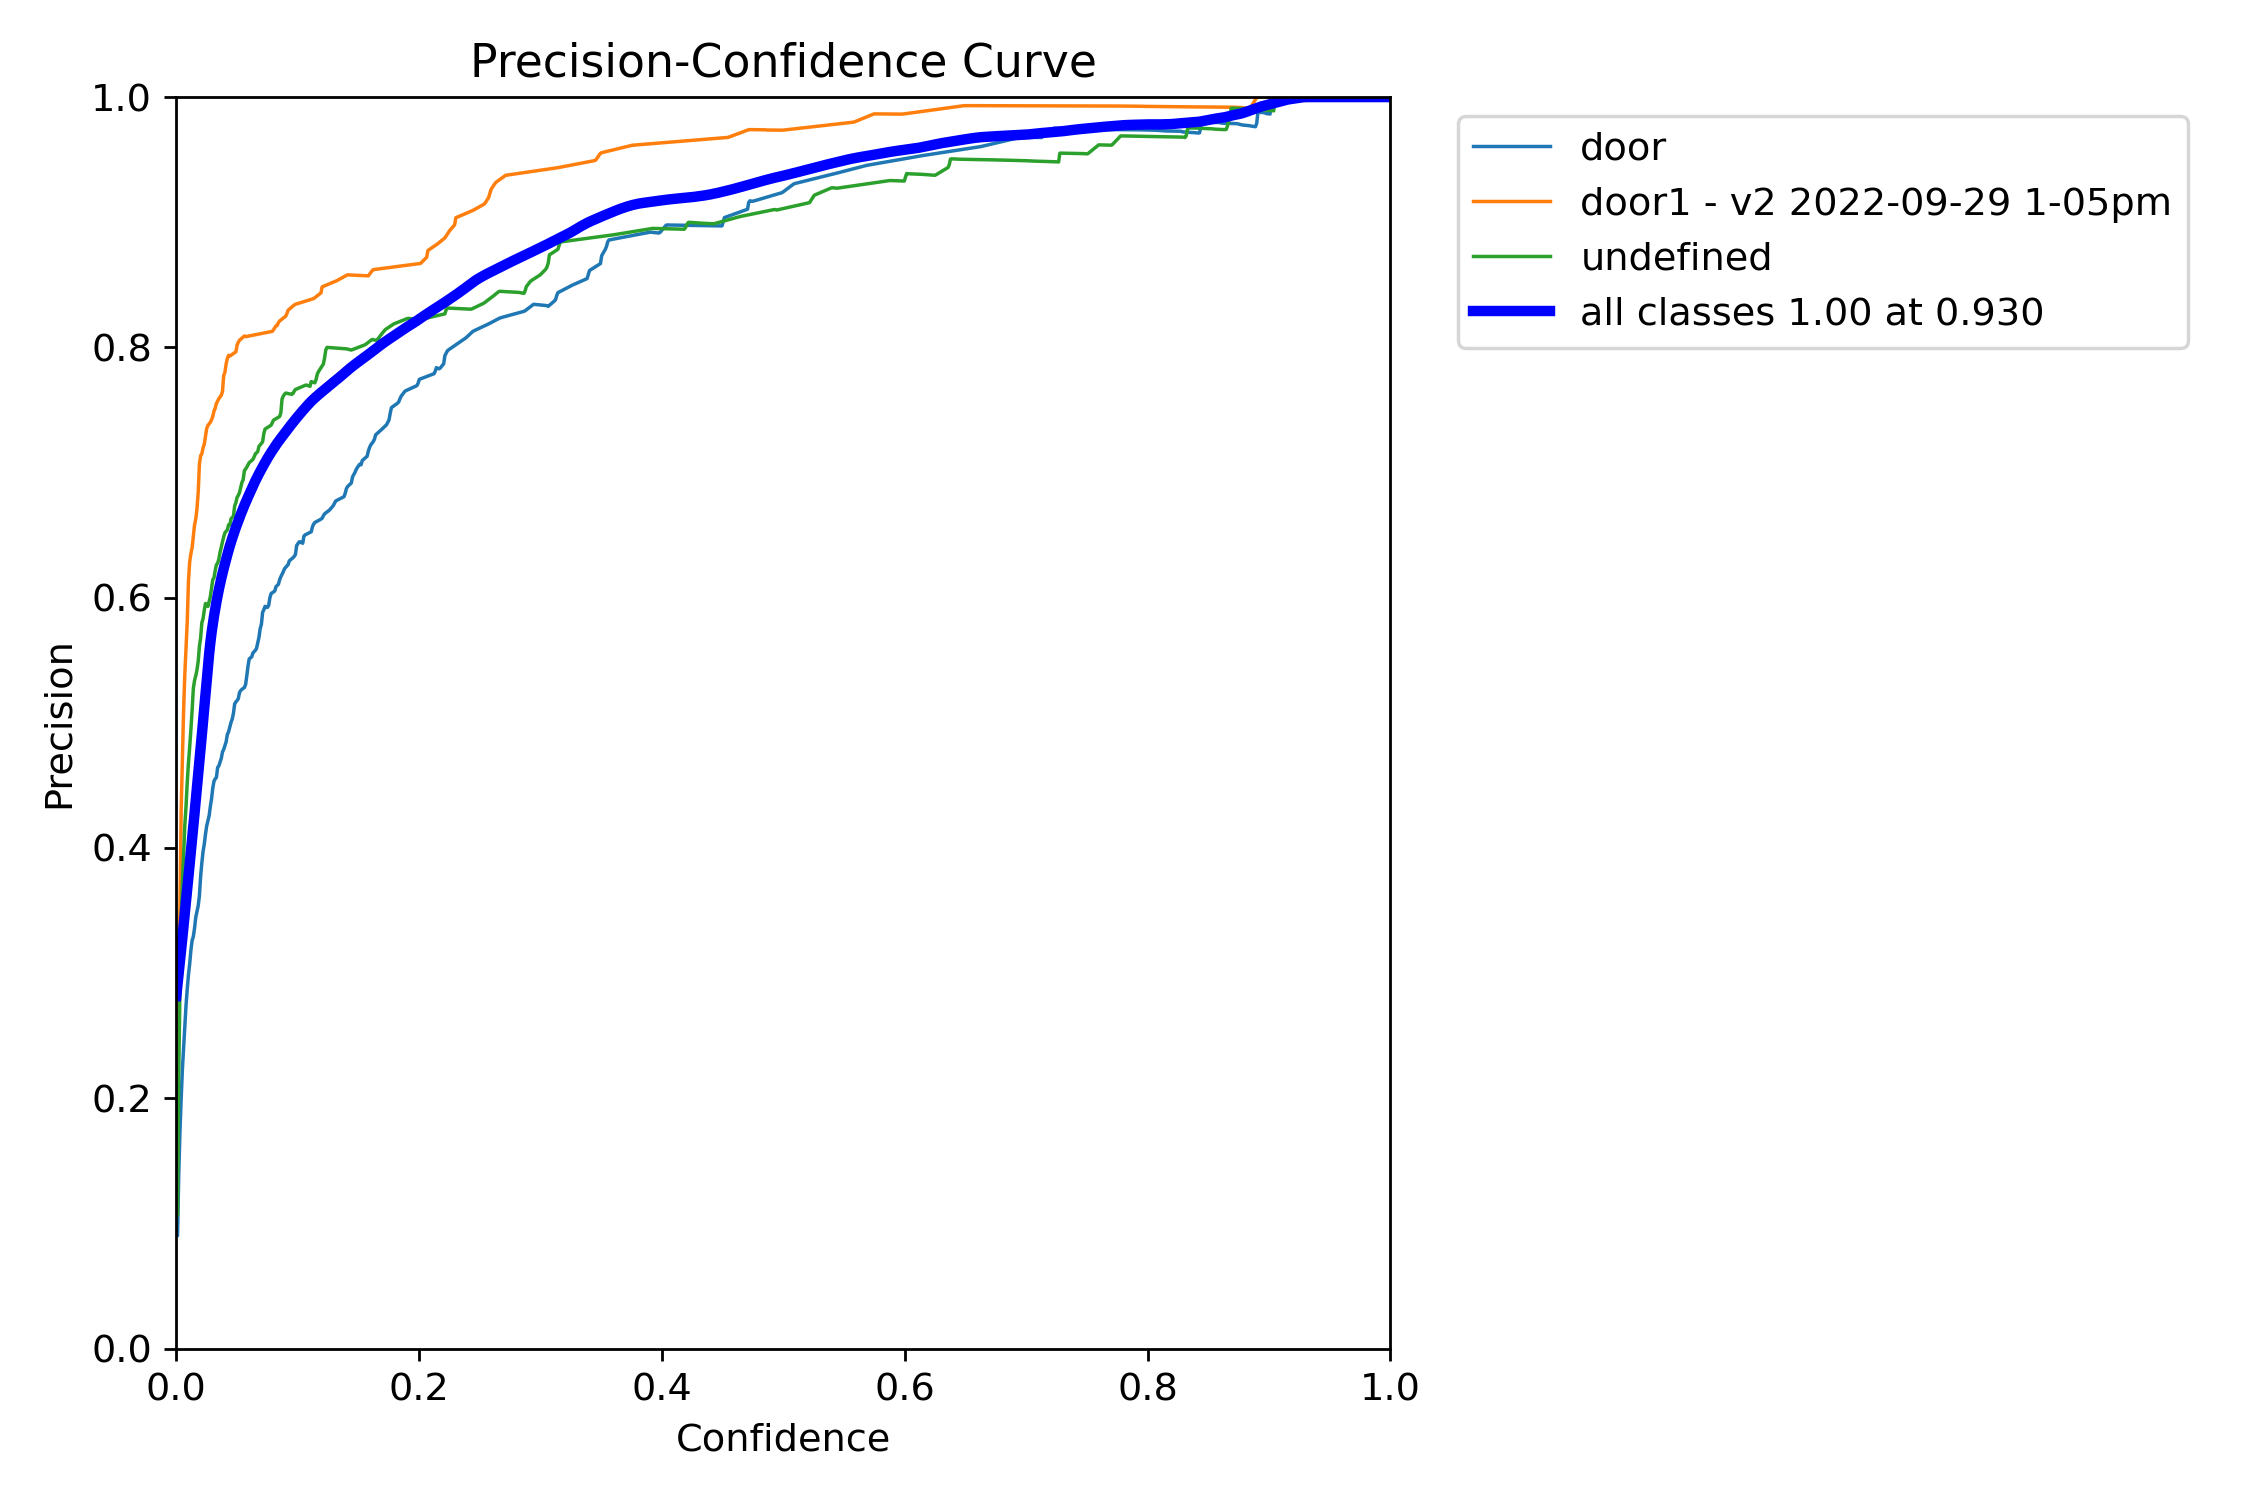 Precision-Confidence Curve
1.0
0.8
0.6
0.4
0.2
0.0
Precision
0.0 0.2 0.4 0.6 0.8 1.0
Confidence
door
door1 - v2 2022-09-29 1-05pm
undefined
all classes 1.00 at 0.930